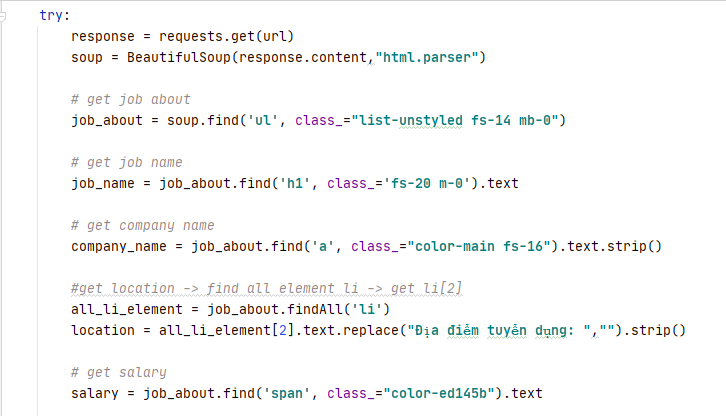 try:
response = requests.get(url)
soup = BeautifulSoup(response.content,"html.parser")
# get job about
job_about = soup.find('ul', class_="list-unstyled fs-14 mb-0")
# get job name
job_name = job_about.find('h1', class_='fs-20 m-0').text
# get company name
company_name = job_about.find('a', class_="color-main fs-16").text.strip()
#get location -> find all element li -> get li[2]
all_li_element = job_about.findAll('li')
location = all_li_element[2].text.replace("Địa điểm tuyển dụng: ","").strip()
# get salary
salary = job_about.find('span', class_="color-ed145b").text